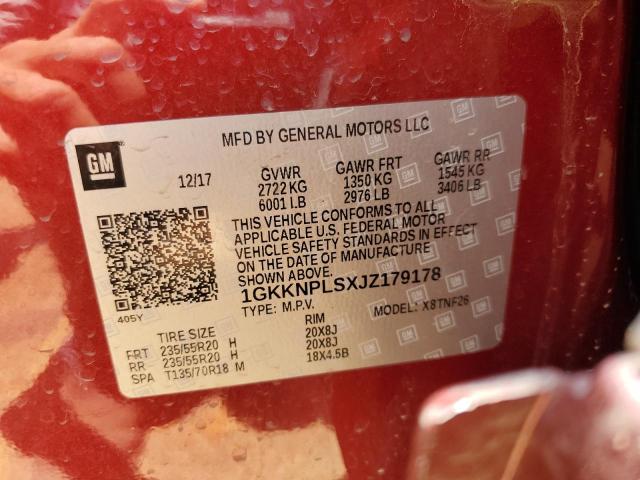 MFD BY GENERAL MOTORS LLC
GM
12/17
GVWR GAWR FRT GAWR RR
2722 KG 1350 KG 1545 KG
6001 LB 2976 LB 3406 LB
THIS VEHICLE CONFORMS TO ALL
APPLICABLE U.S. FEDERAL MOTOR
VEHICLE SAFETY STANDARDS IN EFFECT
ON THE DATE OF MANUFACTURE
SHOWN ABOVE.
1GKKNPLSXJZ179178
405Y
TYPE: M.P.V. MODEL: X8TNF26
TIRE SIZE RIM
FRT 235/55R20 H 20X8J
RR 235/55R20 H 20X8J
SPA T135/70R18 M 18X4.5B